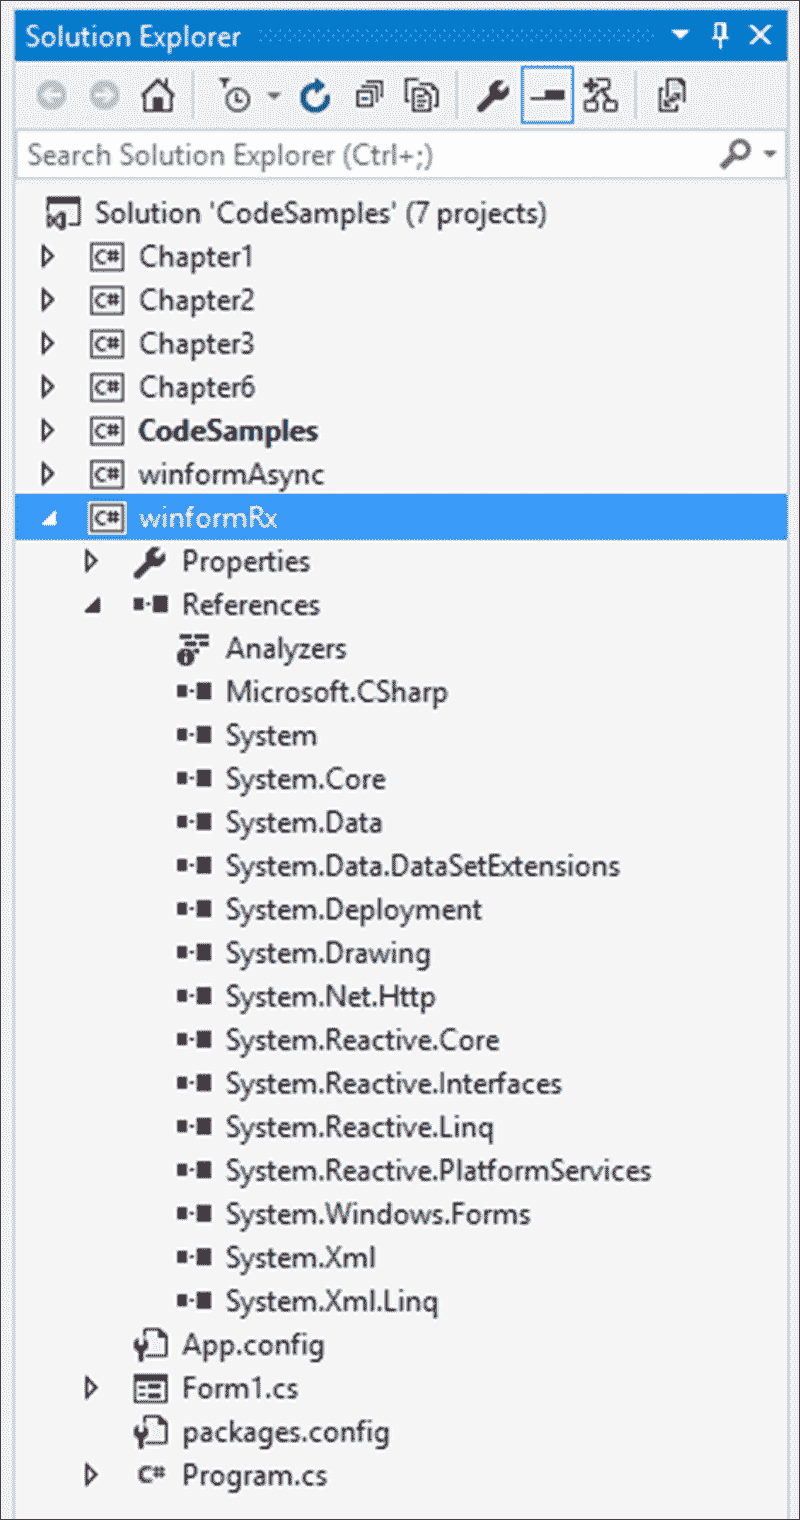 Solution Explorer
Search Solution Explorer (Ctrl+;)
Solution 'CodeSamples' (7 projects)
C# Chapter1
C# Chapter2
C# Chapter3
C# Chapter6
C# CodeSamples
C# winformAsync
C# winformRx
Properties
References
Analyzers
Microsoft.CSharp
System
System.Core
System.Data
System.Data.DataSetExtensions
System.Deployment
System.Drawing
System.Net.Http
System.Reactive.Core
System.Reactive.Interfaces
System.Reactive.Linq
System.Reactive.PlatformServices
System.Windows.Forms
System.Xml
System.Xml.Linq
App.config
Form1.cs
packages.config
C# Program.cs